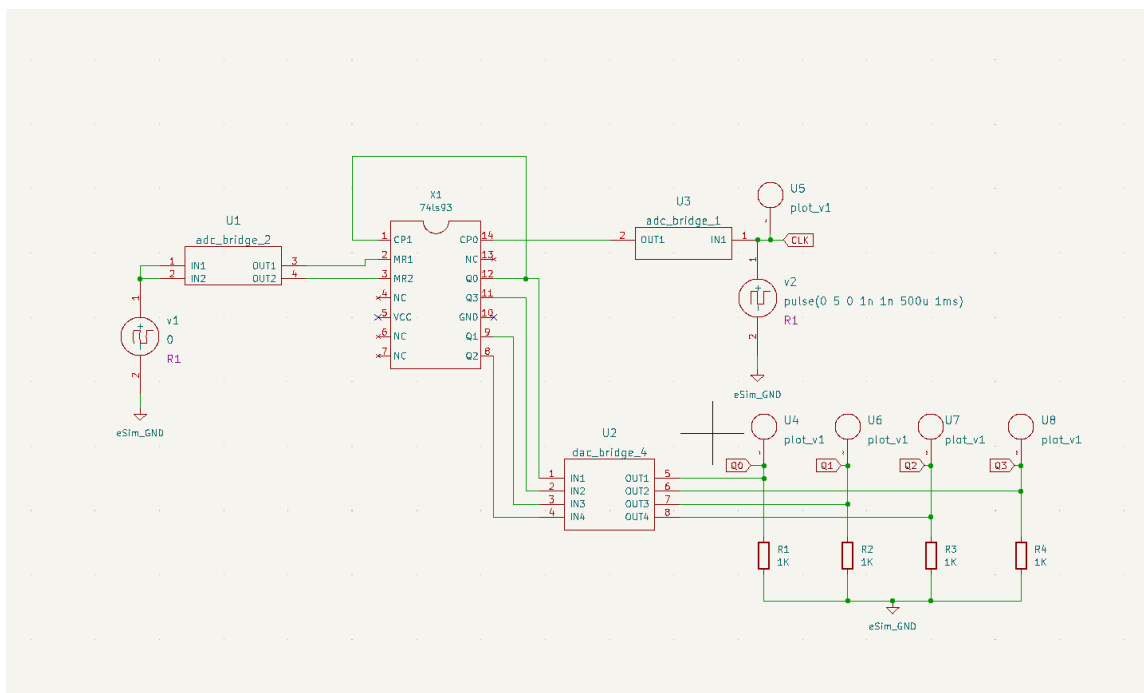 X1
74ls93
U1
adc_bridge_2
1 IN1 OUT1 3
2 IN2 OUT2 4
1
v1
0
R1
2
eSim_GND
1 CP1 CP0 14
2 MR1 NC 13
3 MR2 Q0 12
4 NC Q3 11
5 VCC GND 10
6 NC Q1 9
7 NC Q2 8
U3
adc_bridge_1
2 OUT1 IN1 1
U5
plot_v1
CLK
1
v2
pulse(0 5 0 1n 1n 500u 1ms)
R1
2
eSim_GND
U2
dac_bridge_4
1 IN1 OUT1 5
2 IN2 OUT2 6
3 IN3 OUT3 7
4 IN4 OUT4 8
U4
plot_v1
U6
plot_v1
U7
plot_v1
U8
plot_v1
Q0
Q1
Q2
Q3
R1
1K
R2
1K
R3
1K
R4
1K
eSim_GND